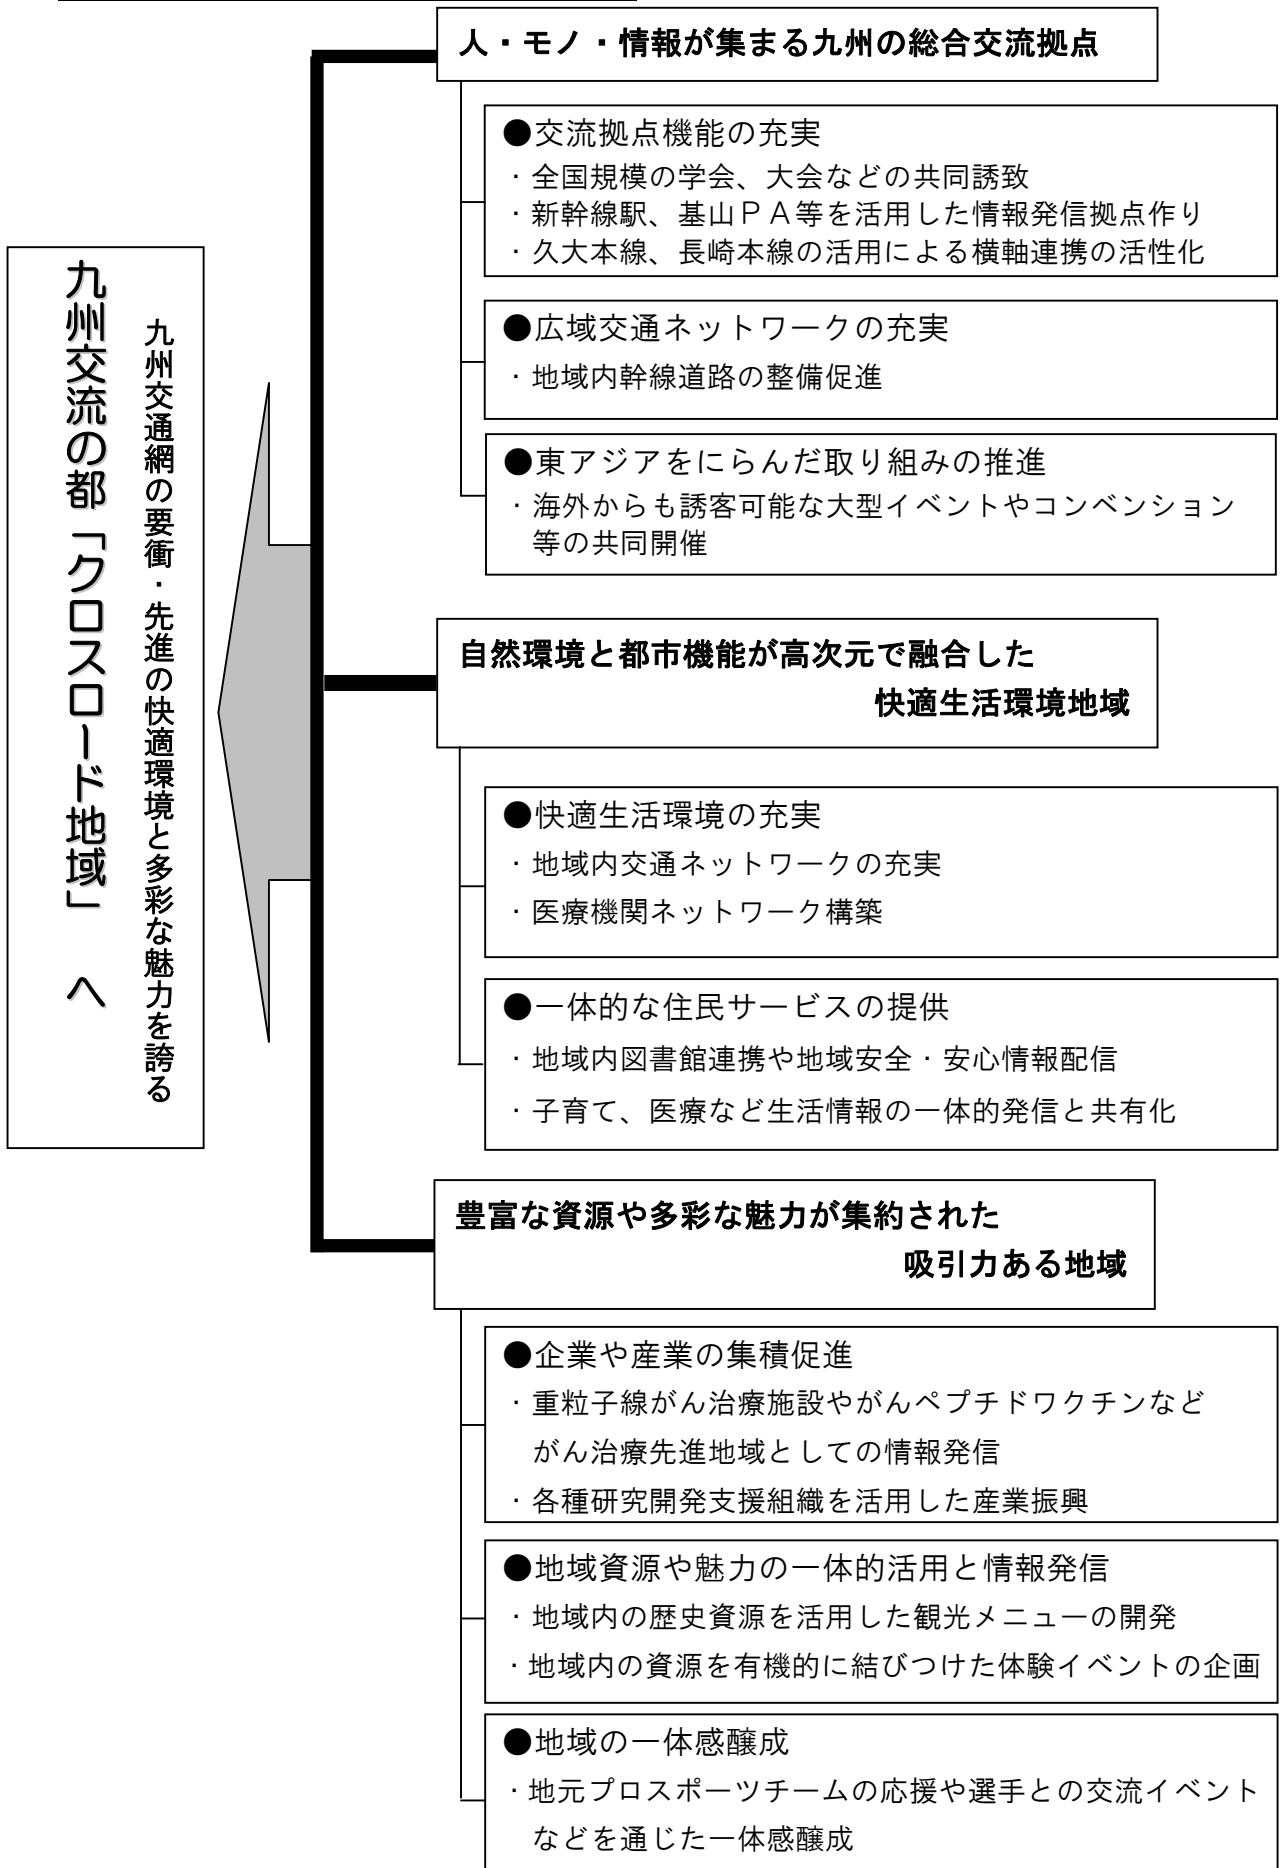 九州交通網の要衝・先進の快適環境と多彩な魅力を誇る
九州交流の都「クロスロード地域」 へ
人・モノ・情報が集まる九州の総合交流拠点
●交流拠点機能の充実
・全国規模の学会、大会などの共同誘致
・新幹線駅、基山ＰＡ等を活用した情報発信拠点作り
・久大本線、長崎本線の活用による横軸連携の活性化
●広域交通ネットワークの充実
・地域内幹線道路の整備促進
●東アジアをにらんだ取り組みの推進
・海外からも誘客可能な大型イベントやコンベンション
等の共同開催
自然環境と都市機能が高次元で融合した
快適生活環境地域
●快適生活環境の充実
・地域内交通ネットワークの充実
・医療機関ネットワーク構築
●一体的な住民サービスの提供
・地域内図書館連携や地域安全・安心情報配信
・子育て、医療など生活情報の一体的発信と共有化
豊富な資源や多彩な魅力が集約された
吸引力ある地域
●企業や産業の集積促進
・重粒子線がん治療施設やがんペプチドワクチンなど
がん治療先進地域としての情報発信
・各種研究開発支援組織を活用した産業振興
●地域資源や魅力の一体的活用と情報発信
・地域内の歴史資源を活用した観光メニューの開発
・地域内の資源を有機的に結びつけた体験イベントの企画
●地域の一体感醸成
・地元プロスポーツチームの応援や選手との交流イベント
などを通じた一体感醸成